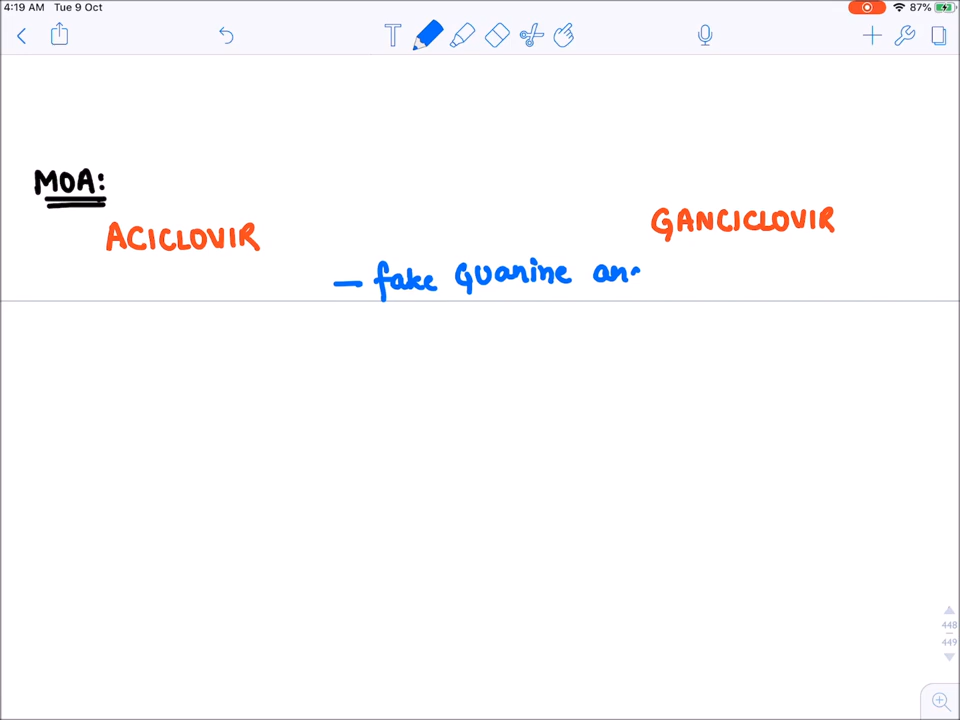 4:19 AM Tue 9 Oct 87%
T
MOA:
ACICLOVIR GANCICLOVIR
— fake Guanine an
448
449